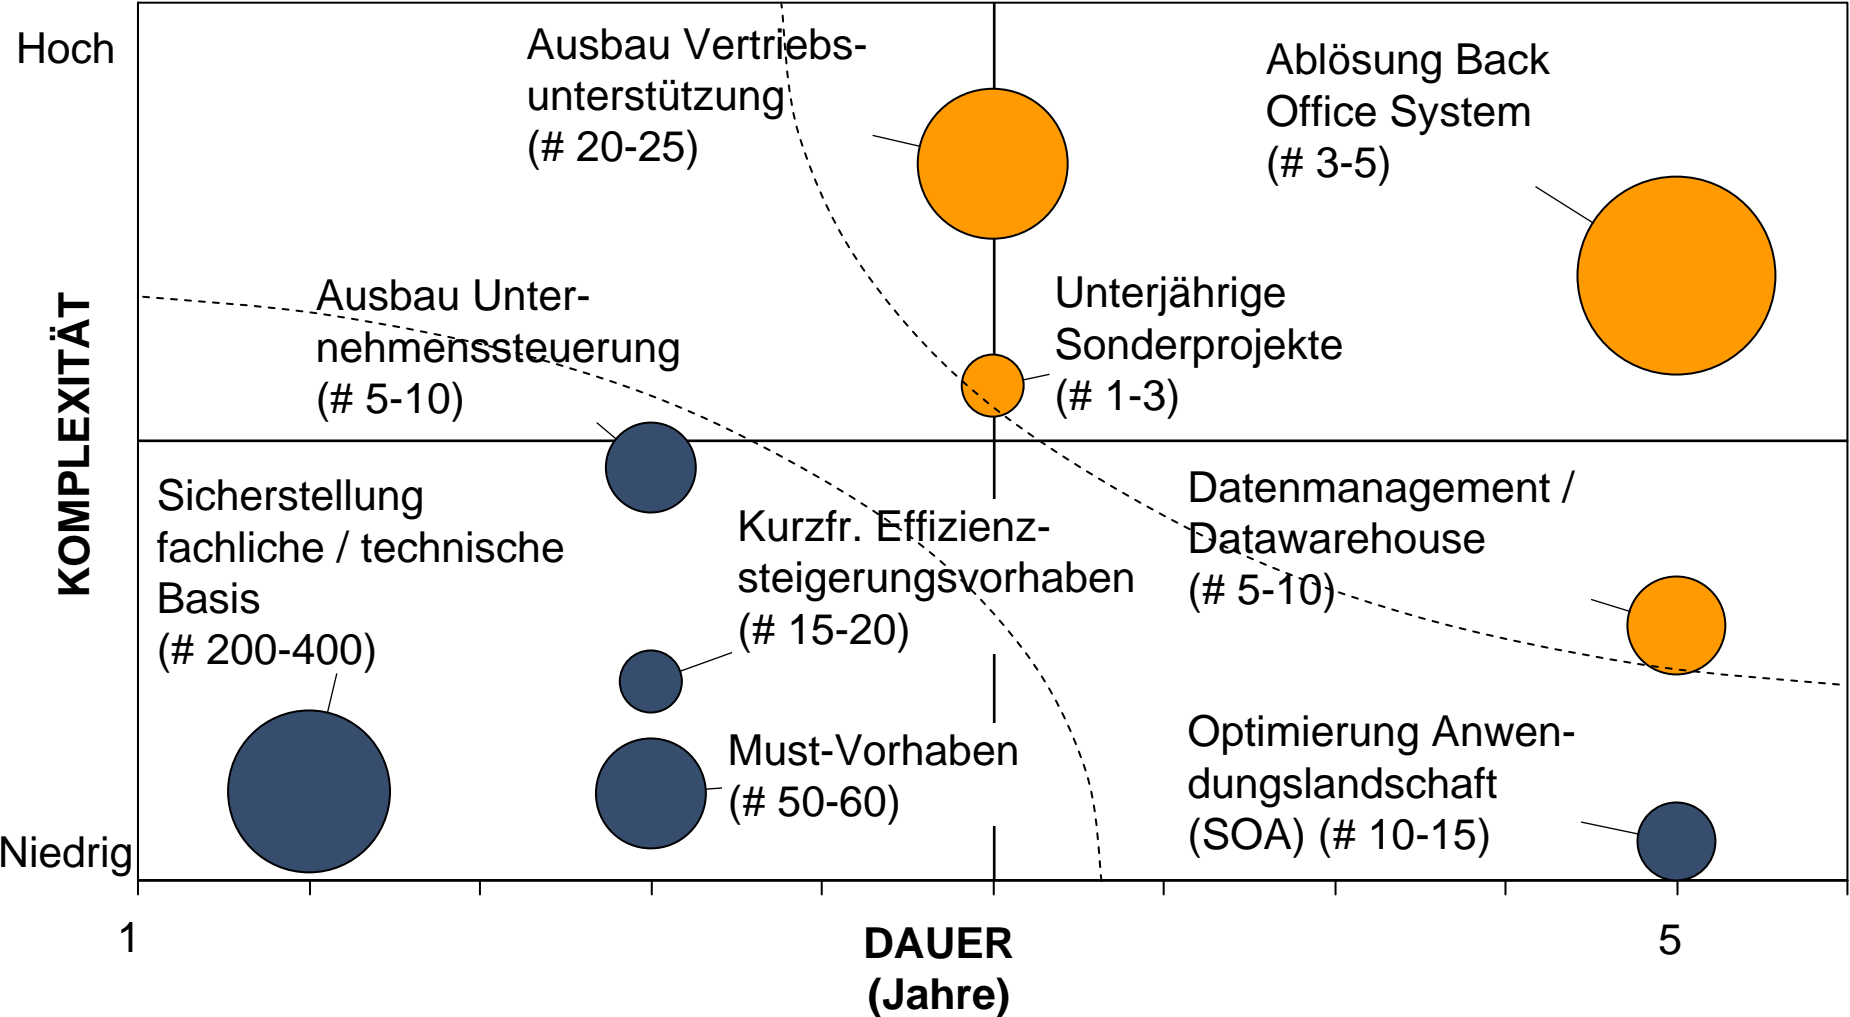 Hoch
Ausbau Vertriebs-
unterstützung
(# 20-25)
Ablösung Back
Office System
(# 3-5)
Ausbau Unter-
nehmenssteuerung
(# 5-10)
Unterjährige
Sonderprojekte
(# 1-3)
KOMPLEXITÄT
Sicherstellung
fachliche / technische
Basis
(# 200-400)
Kurzfr. Effizienz-
steigerungsvorhaben
(# 15-20)
Datenmanagement /
Datawarehouse
(# 5-10)
Must-Vorhaben
(# 50-60)
Optimierung Anwen-
dungslandschaft
(SOA) (# 10-15)
Niedrig
1
DAUER
(Jahre)
5